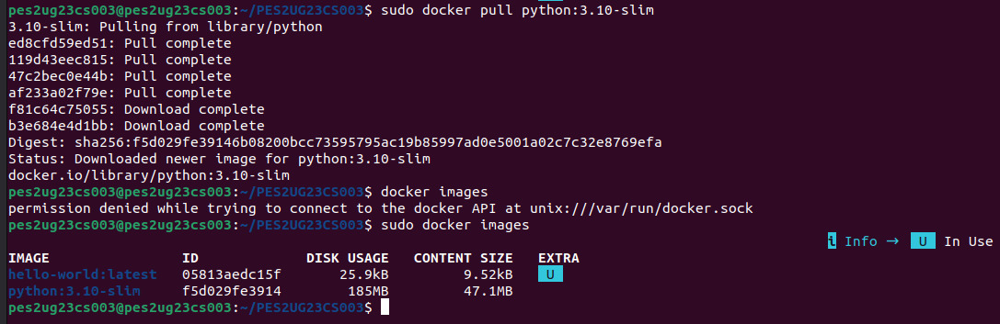 pes2ug23cs003@pes2ug23cs003:~/PES2UG23CS003$ sudo docker pull python:3.10-slim
3.10-slim: Pulling from library/python
ed8cfd59ed51: Pull complete
119d43eec815: Pull complete
47c2bec0e44b: Pull complete
af233a02f79e: Pull complete
f81c64c75055: Download complete
b3e684e4d1bb: Download complete
Digest: sha256:f5d029fe39146b08200bcc73595795ac19b85997ad0e5001a02c7c32e8769efa
Status: Downloaded newer image for python:3.10-slim
docker.io/library/python:3.10-slim
pes2ug23cs003@pes2ug23cs003:~/PES2UG23CS003$ docker images
permission denied while trying to connect to the docker API at unix:///var/run/docker.sock
pes2ug23cs003@pes2ug23cs003:~/PES2UG23CS003$ sudo docker images
i Info → U In Use
IMAGE ID DISK USAGE CONTENT SIZE EXTRA
hello-world:latest 05813aedc15f 25.9kB 9.52kB U
python:3.10-slim f5d029fe3914 185MB 47.1MB
pes2ug23cs003@pes2ug23cs003:~/PES2UG23CS003$